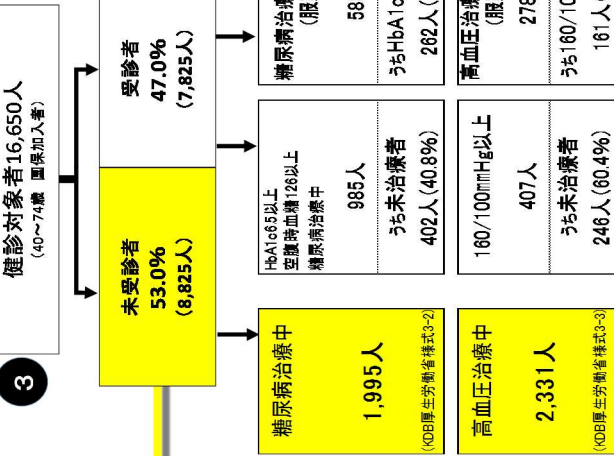 3
健診対象者16,650人
(40～74歳 国保加入者)
未受診者
53.0%
(8,825人)
受診者
47.0%
(7,825人)
糖尿病治療中
1,995人
(KDB厚生労働省様式3-2)
HbA1c6.5以上
空腹時血糖126以上
糖尿病治療中
985人
うち未治療者
402人(40.8%)
糖尿病治療
(服
58
うちHbA1c
262人(
高血圧治療中
2,331人
(KDB厚生労働省様式3-3)
160/100mmHg以上
407人
うち未治療者
246人(60.4%)
高血圧治療
(服
278
うち160/10
161人(